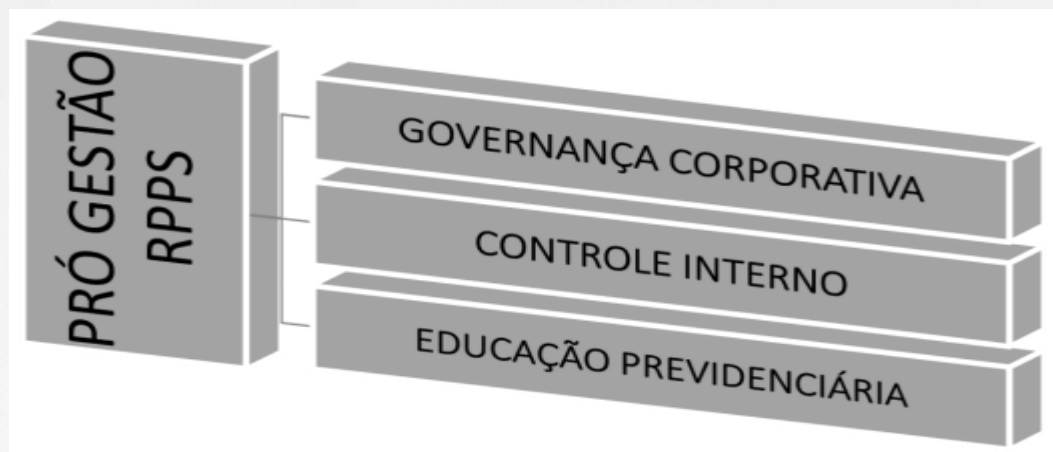 PRÓ GESTÃO
RPPS
GOVERNANÇA CORPORATIVA
CONTROLE INTERNO
EDUCAÇÃO PREVIDENCIÁRIA